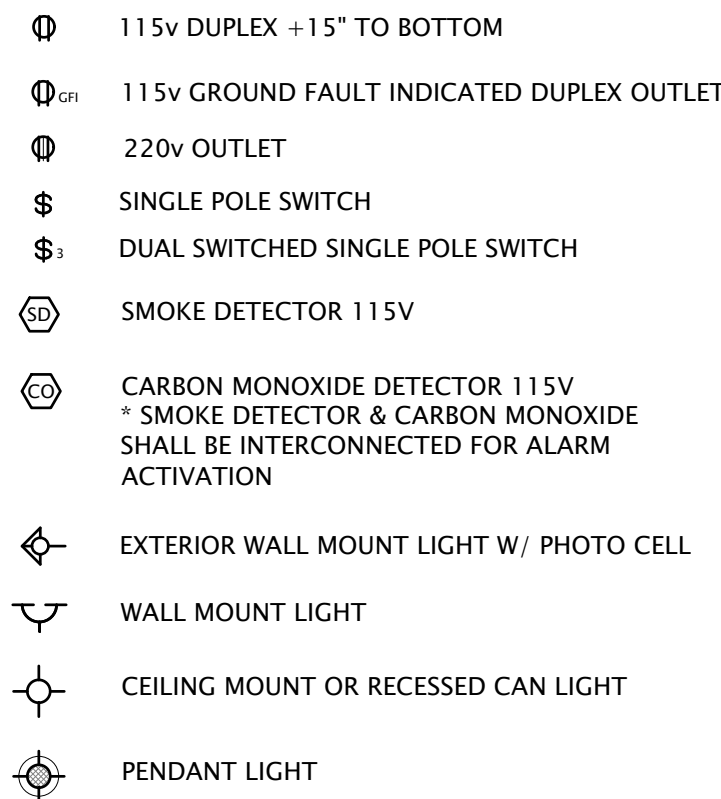 115v DUPLEX +15" TO BOTTOM
GFI 115v GROUND FAULT INDICATED DUPLEX OUTLET
220v OUTLET
$ SINGLE POLE SWITCH
$3 DUAL SWITCHED SINGLE POLE SWITCH
SD SMOKE DETECTOR 115V
CO CARBON MONOXIDE DETECTOR 115V
* SMOKE DETECTOR & CARBON MONOXIDE
SHALL BE INTERCONNECTED FOR ALARM
ACTIVATION
EXTERIOR WALL MOUNT LIGHT W/ PHOTO CELL
WALL MOUNT LIGHT
CEILING MOUNT OR RECESSED CAN LIGHT
PENDANT LIGHT